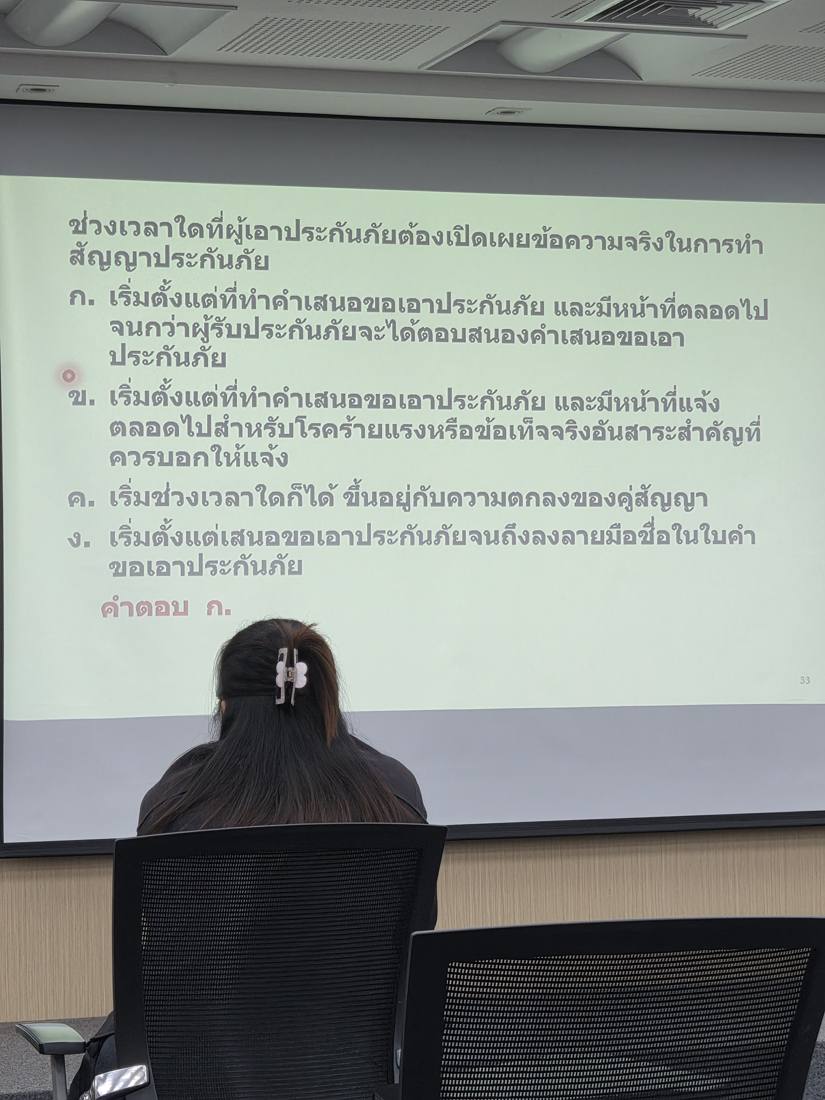 ช่วงเวลาใดที่ผู้เอาประกันภัยต้องเปิดเผยข้อความจริงในการทำ
สัญญาประกันภัย
ก. เริ่มตั้งแต่ที่ทำคำเสนอขอเอาประกันภัย และมีหน้าที่ตลอดไป
จนกว่าผู้รับประกันภัยจะได้ตอบสนองคำเสนอขอเอา
ประกันภัย
ข. เริ่มตั้งแต่ที่ทำคำเสนอขอเอาประกันภัย และมีหน้าที่แจ้ง
ตลอดไปสำหรับโรคร้ายแรงหรือข้อเท็จจริงอันสาระสำคัญที่
ควรบอกให้แจ้ง
ค. เริ่มช่วงเวลาใดก็ได้ ขึ้นอยู่กับความตกลงของคู่สัญญา
ง. เริ่มตั้งแต่เสนอขอเอาประกันภัยจนถึงลงลายมือชื่อในใบคำ
ขอเอาประกันภัย
คำตอบ ก.
33